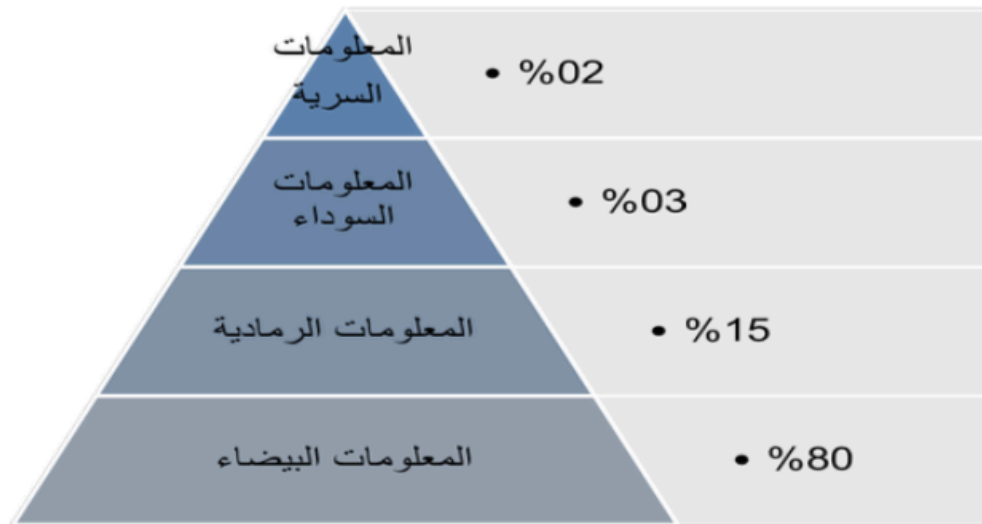 المعلومات
السرية
• %02
المعلومات
السوداء
• %03
المعلومات الرمادية
• %15
المعلومات البيضاء
• %80